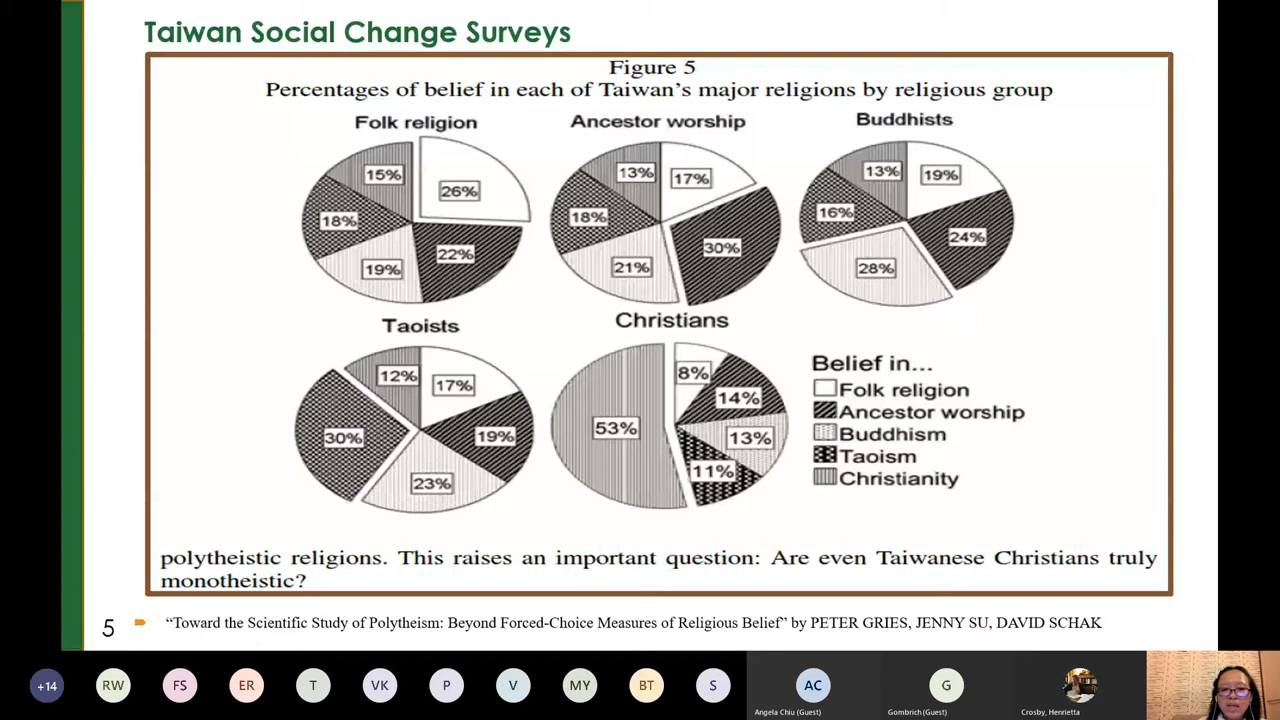 Taiwan Social Change Surveys
Figure 5
Percentages of belief in each of Taiwan's major religions by religious group
Folk religion
15%
26%
18%
22%
19%
Ancestor worship
13%
17%
18%
30%
21%
Buddhists
13%
19%
16%
24%
28%
Taoists
12%
17%
30%
19%
23%
Christians
8%
14%
53%
13%
11%
Belief in...
Folk religion
Ancestor worship
Buddhism
Taoism
Christianity
polytheistic religions. This raises an important question: Are even Taiwanese Christians truly
monotheistic?
5
“Toward the Scientific Study of Polytheism: Beyond Forced-Choice Measures of Religious Belief” by PETER GRIES, JENNY SU, DAVID SCHAK
+14
RW
FS
ER
T
VK
P
V
MY
BT
S
AC
Angela Chiu (Guest)
G
Gombrich (Guest)
Crosby, Henrietta